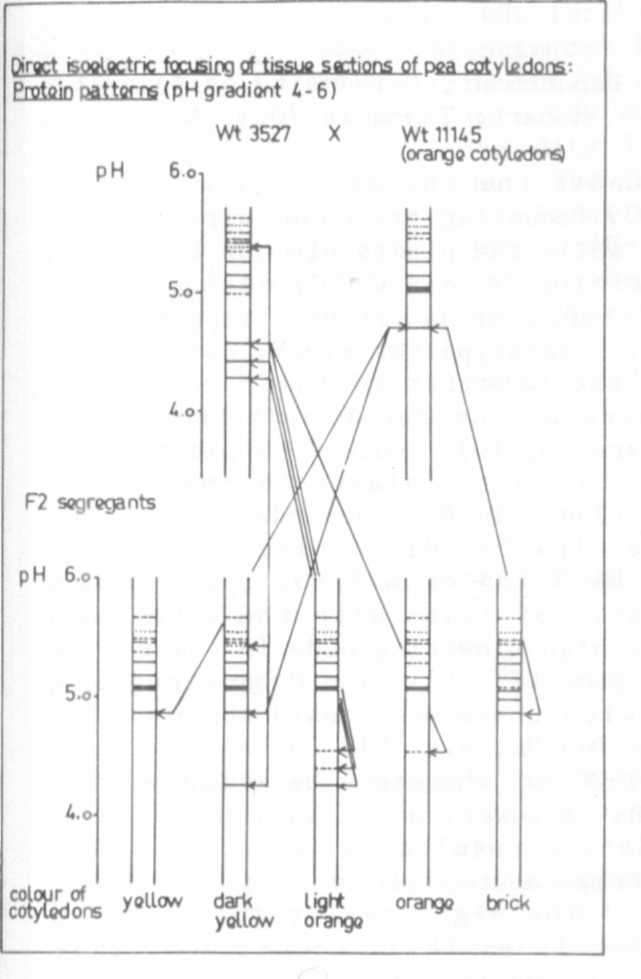 Direct isoelectric focusing of tissue sections of pea cotyledons:
Protein patterns (pH gradient 4-6)
Wt 3527 X Wt 11145
(orange cotyledons)
pH 6.0
5.0
4.0
F2 segregants
pH 6.0
5.0
4.0
colour of
cotyledons
yellow
dark
yellow
light
orange
orange
brick